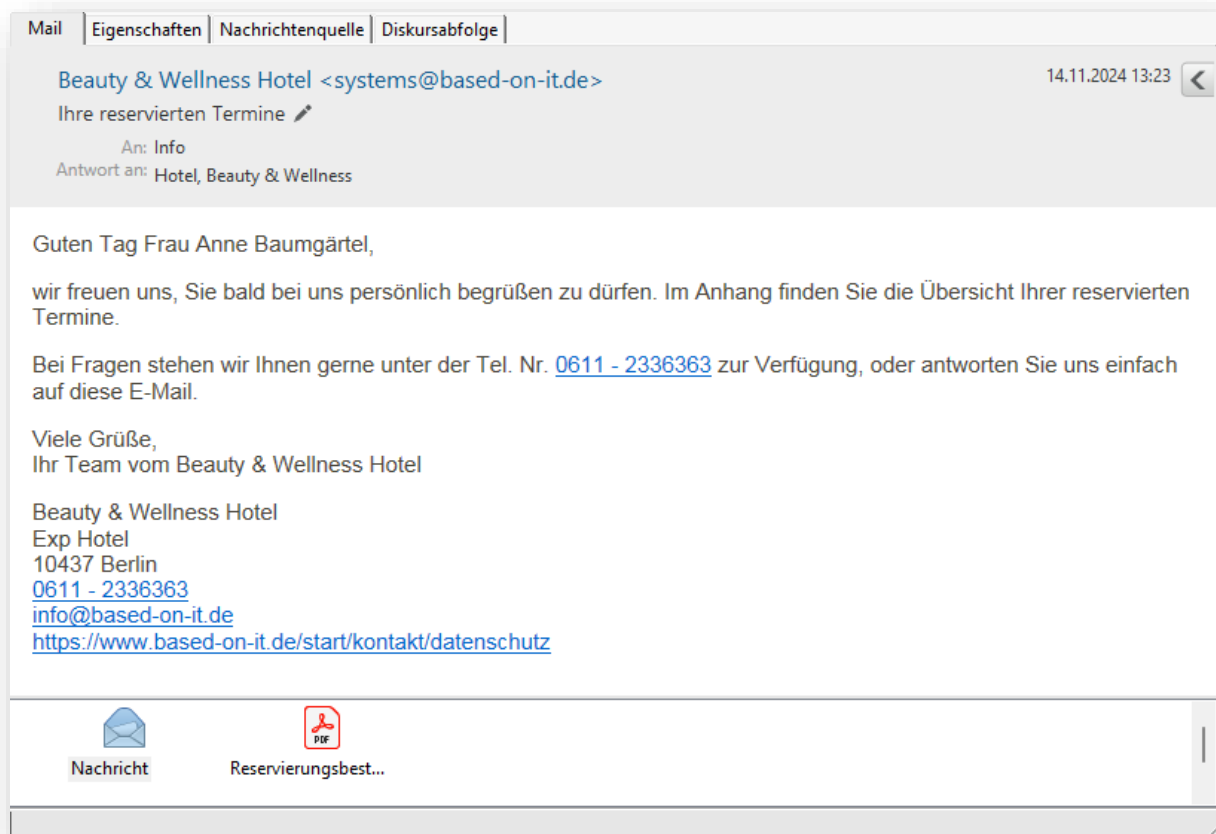 Mail Eigenschaften Nachrichtenquelle Diskursabfolge
Beauty & Wellness Hotel <systems@based-on-it.de> 14.11.2024 13:23
Ihre reservierten Termine
An: Info
Antwort an: Hotel, Beauty & Wellness
Guten Tag Frau Anne Baumgärtel,
wir freuen uns, Sie bald bei uns persönlich begrüßen zu dürfen. Im Anhang finden Sie die Übersicht Ihrer reservierten
Termine.
Bei Fragen stehen wir Ihnen gerne unter der Tel. Nr. 0611 - 2336363 zur Verfügung, oder antworten Sie uns einfach
auf diese E-Mail.
Viele Grüße,
Ihr Team vom Beauty & Wellness Hotel
Beauty & Wellness Hotel
Exp Hotel
10437 Berlin
0611 - 2336363
info@based-on-it.de
https://www.based-on-it.de/start/kontakt/datenschutz
PDF
Nachricht Reservierungsbest...